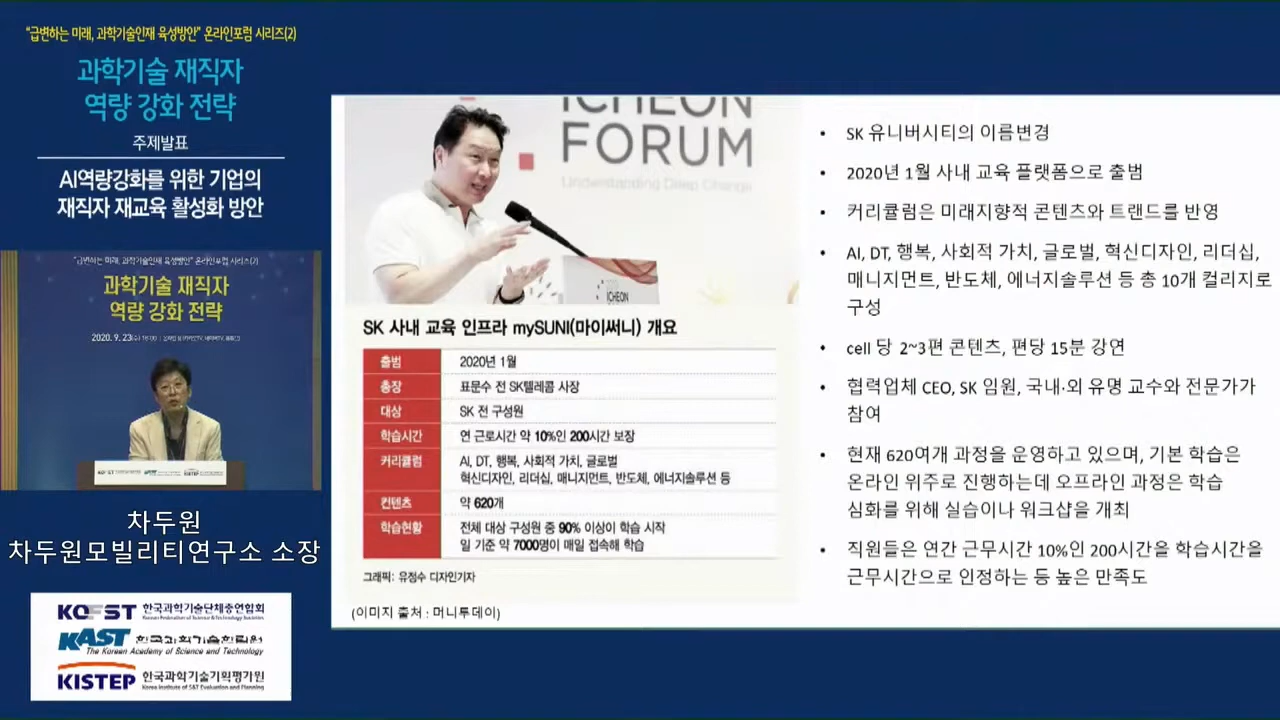 "급변하는 미래, 과학기술인재 육성방안" 온라인포럼 시리즈(2)
과학기술 재직자
역량 강화 전략
주제발표
AI역량강화를 위한 기업의
재직자 재교육 활성화 방안
"급변하는 미래, 과학기술인재 육성방안" 온라인포럼 시리즈(2)
과학기술 재직자
역량 강화 전략
2020. 9. 23(수)
KOFST
KAST
KISTEP
차두원
차두원모빌리티연구소 소장
KOFST 한국과학기술단체총연합회
Korean Federation of Science & Technology Societies
KAST 한국과학기술한림원
The Korean Academy of Science and Technology
KISTEP 한국과학기술기획평가원
Korea Institute of S&T Evaluation and Planning
ICHEON
FORUM
Understanding Deep Change
ICHEON
SK 사내 교육 인프라 mySUNI(마이써니) 개요
출범 2020년 1월
총장 표문수 전 SK텔레콤 사장
대상 SK 전 구성원
학습시간 연 근로시간 약 10%인 200시간 보장
커리큘럼 AI, DT, 행복, 사회적 가치, 글로벌
혁신디자인, 리더십, 매니지먼트, 반도체, 에너지솔루션 등
컨텐츠 약 620개
학습현황 전체 대상 구성원 중 90% 이상이 학습 시작
일 기준 약 7000명이 매일 접속해 학습
그래픽: 유정수 디자인기자
(이미지 출처 : 머니투데이)
• SK 유니버시티의 이름변경
• 2020년 1월 사내 교육 플랫폼으로 출범
• 커리큘럼은 미래지향적 콘텐츠와 트랜드를 반영
• AI, DT, 행복, 사회적 가치, 글로벌, 혁신디자인, 리더십,
매니지먼트, 반도체, 에너지솔루션 등 총 10개 컬리지로
구성
• cell 당 2~3편 콘텐츠, 편당 15분 강연
• 협력업체 CEO, SK 임원, 국내·외 유명 교수와 전문가가
참여
• 현재 620여개 과정을 운영하고 있으며, 기본 학습은
온라인 위주로 진행하는데 오프라인 과정은 학습
심화를 위해 실습이나 워크샵을 개최
• 직원들은 연간 근무시간 10%인 200시간을 학습시간을
근무시간으로 인정하는 등 높은 만족도